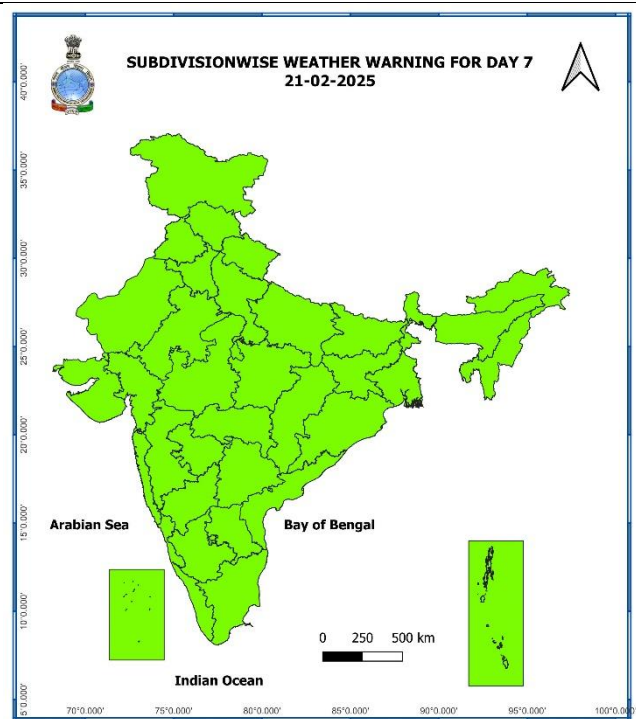 SUBDIVISIONWISE WEATHER WARNING FOR DAY 7
21-02-2025
40°0.000'
35°0.000'
30°0.000'
25°0.000'
20°0.000'
15°0.000'
10°0.000'
5°0.000'
Arabian Sea
Bay of Bengal
0 250 500 km
Indian Ocean
70°0.000' 75°0.000' 80°0.000' 85°0.000' 90°0.000' 95°0.000' 100°0.000'